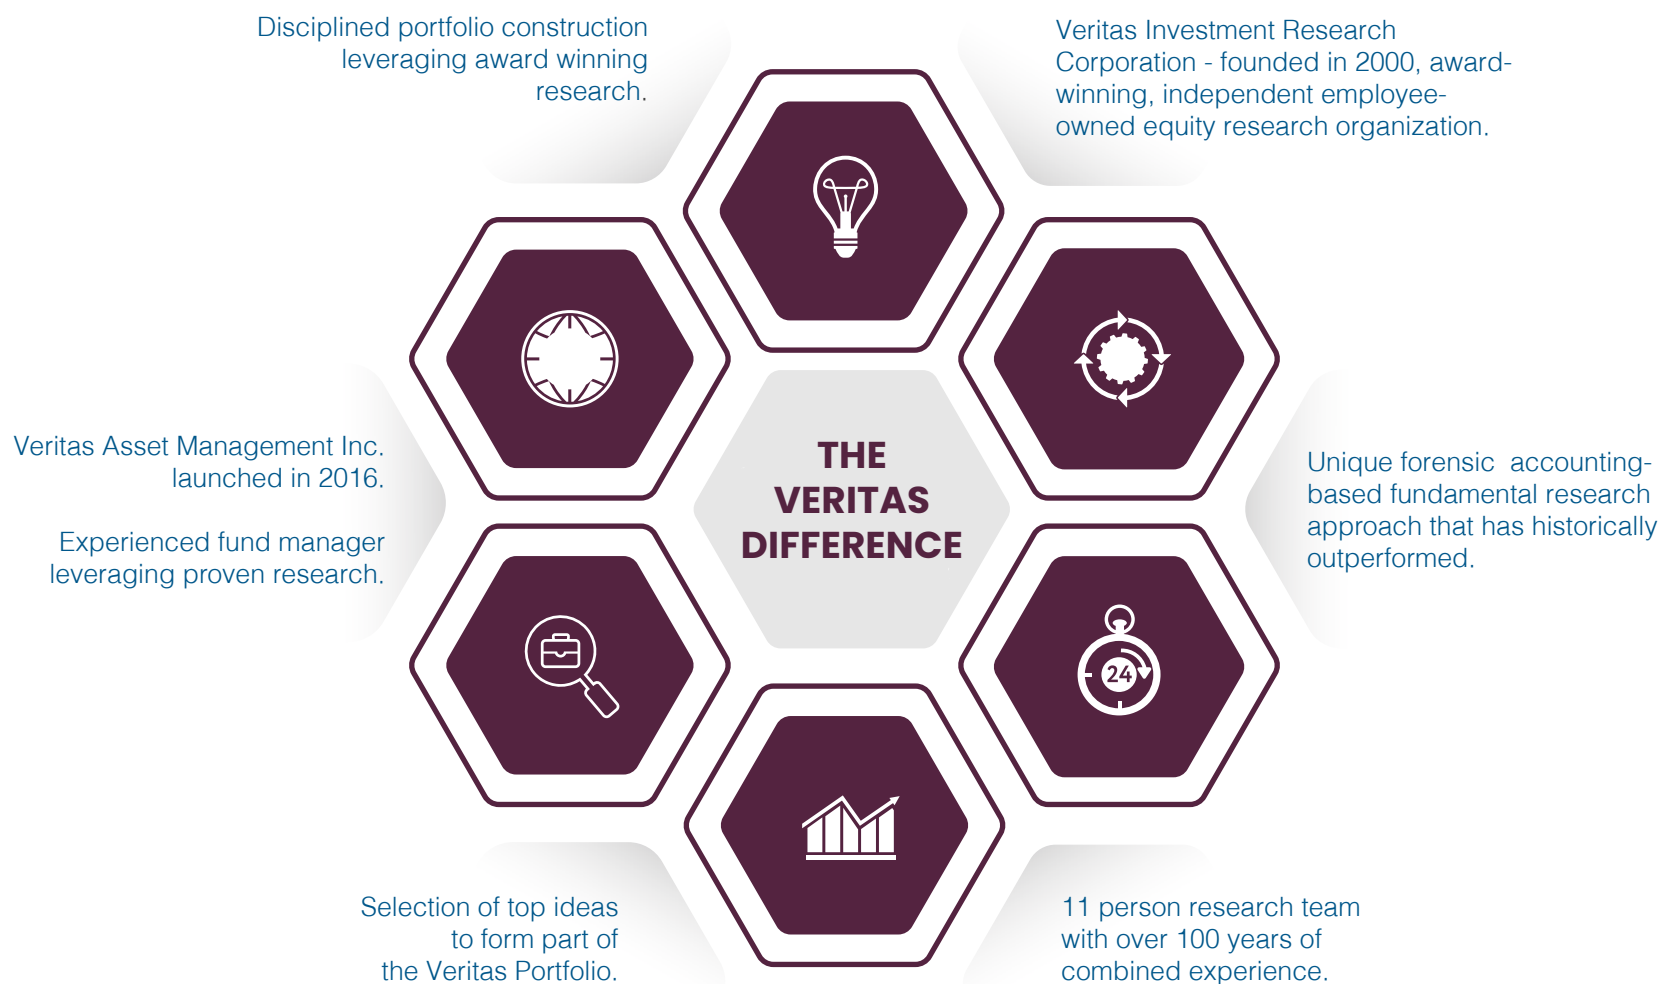 Disciplined portfolio construction
leveraging award winning
research.
Veritas Investment Research
Corporation - founded in 2000, award-
winning, independent employee-
owned equity research organization.
Veritas Asset Management Inc.
launched in 2016.
Experienced fund manager
leveraging proven research.
THE
VERITAS
DIFFERENCE
Unique forensic  accounting-
based fundamental research
approach that has historically
outperformed.
24
Selection of top ideas
to form part of
the Veritas Portfolio.
11 person research team
with over 100 years of
combined experience.